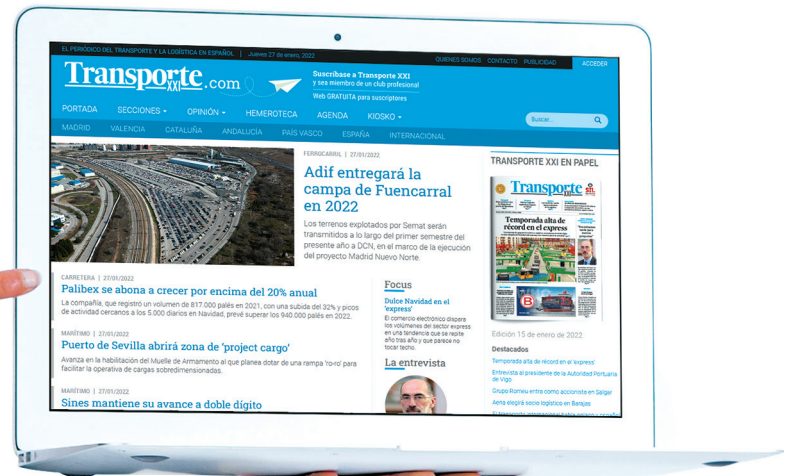 EL PERIÓDICO DEL TRANSPORTE Y LA LOGÍSTICA EN ESPAÑOL | Jueves 27 de enero, 2022
QUIENES SOMOS CONTACTO PUBLICIDAD ACCEDER
Transporte XXI.com
Suscríbase a Transporte XXI
y sea miembro de un club profesional
Web GRATUITA para suscriptores
PORTADA SECCIONES OPINIÓN HEMEROTECA AGENDA KIOSKO
Buscar...
MADRID VALENCIA CATALUÑA ANDALUCÍA PAÍS VASCO ESPAÑA INTERNACIONAL
FERROCARRIL | 27/01/2022
Adif entregará la
campa de Fuencarral
en 2022
Los terrenos explotados por Semat serán
transmitidos a lo largo del primer semestre del
presente año a DCN, en el marco de la ejecución
del proyecto Madrid Nuevo Norte.
CARRETERA | 27/01/2022
Palibex se abona a crecer por encima del 20% anual
La compañía, que registró un volumen de 817.000 palés en 2021, con una subida del 32% y picos
de actividad cercanos a los 5.000 diarios en Navidad, prevé superar los 940.000 palés en 2022.
MARÍTIMO | 27/01/2022
Puerto de Sevilla abrirá zona de 'project cargo'
Avanza en la habilitación del Muelle de Armamento al que planea dotar de una rampa 'ro-ro' para
facilitar la operativa de cargas sobredimensionadas.
MARÍTIMO | 27/01/2022
Sines mantiene su avance a doble dígito
Focus
Dulce Navidad en el
'express'
El comercio electrónico dispara
los volúmenes del sector express
en una tendencia que se repite
año tras año y que parece no
tocar techo.
La entrevista
TRANSPORTE XXI EN PAPEL
Transporte XXI
Temporada alta de
récord en el express
Edición 15 de enero de 2022
Destacados
Temporada alta de récord en el 'express'
Entrevista al presidente de la Autoridad Portuaria
de Vigo
Grupo Romeu entra como accionista en Salgar
Aena elegirá socio logístico en Barajas